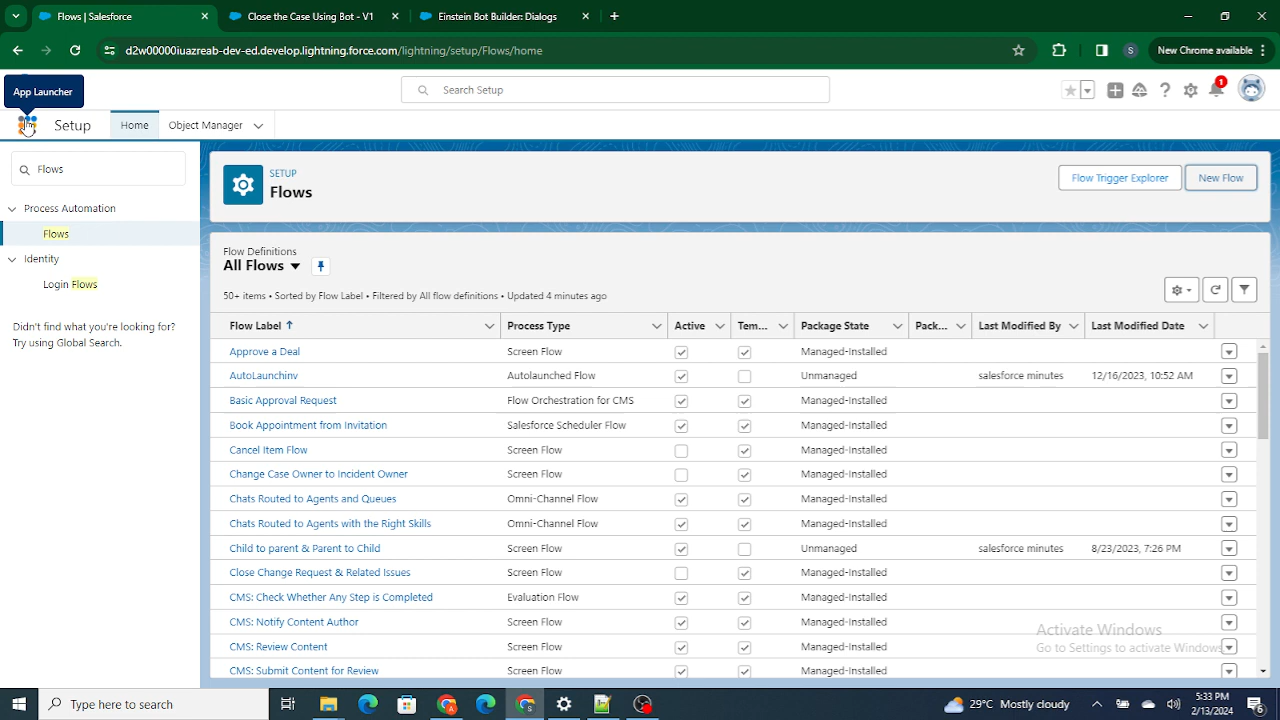 Flows | Salesforce
Close the Case Using Bot - V1
Einstein Bot Builder: Dialogs
d2w00000iuazreab-dev-ed.develop.lightning.force.com/lightning/setup/Flows/home
S
New Chrome available
App Launcher
Search Setup
1
Setup
Home
Object Manager
Flows
Process Automation
Flows
Identity
Login Flows
Didn't find what you're looking for?
Try using Global Search.
SETUP
Flows
Flow Trigger Explorer
New Flow
Flow Definitions
All Flows
50+ items • Sorted by Flow Label • Filtered by All flow definitions • Updated 4 minutes ago
Flow Label Process Type Active Tem... Package State Pack... Last Modified By Last Modified Date
Approve a Deal Screen Flow Managed-Installed
AutoLaunchinv Autolaunched Flow Unmanaged salesforce minutes 12/16/2023, 10:52 AM
Basic Approval Request Flow Orchestration for CMS Managed-Installed
Book Appointment from Invitation Salesforce Scheduler Flow Managed-Installed
Cancel Item Flow Screen Flow Managed-Installed
Change Case Owner to Incident Owner Screen Flow Managed-Installed
Chats Routed to Agents and Queues Omni-Channel Flow Managed-Installed
Chats Routed to Agents with the Right Skills Omni-Channel Flow Managed-Installed
Child to parent & Parent to Child Screen Flow Unmanaged salesforce minutes 8/23/2023, 7:26 PM
Close Change Request & Related Issues Screen Flow Managed-Installed
CMS: Check Whether Any Step is Completed Evaluation Flow Managed-Installed
CMS: Notify Content Author Screen Flow Managed-Installed
CMS: Review Content Screen Flow Managed-Installed
CMS: Submit Content for Review Screen Flow Managed-Installed
Activate Windows
Go to Settings to activate Windows.
Type here to search
29°C Mostly cloudy
5:33 PM
2/13/2024
6